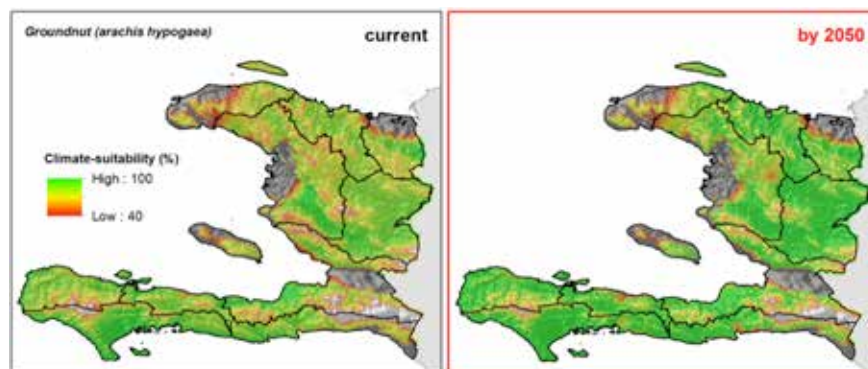 Groundnut (arachis hypogaea)
current
Climate-suitability (%)
High : 100
Low : 40
by 2050